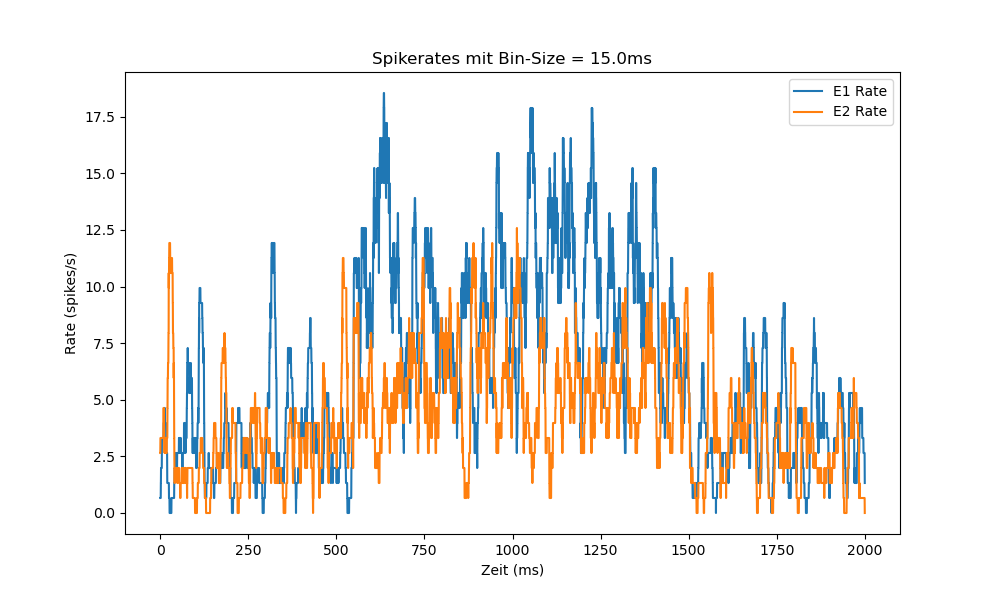 Spikerates mit Bin-Size = 15.0ms
E1 Rate
E2 Rate
Rate (spikes/s)
17.5
15.0
12.5
10.0
7.5
5.0
2.5
0.0
0 250 500 750 1000 1250 1500 1750 2000
Zeit (ms)